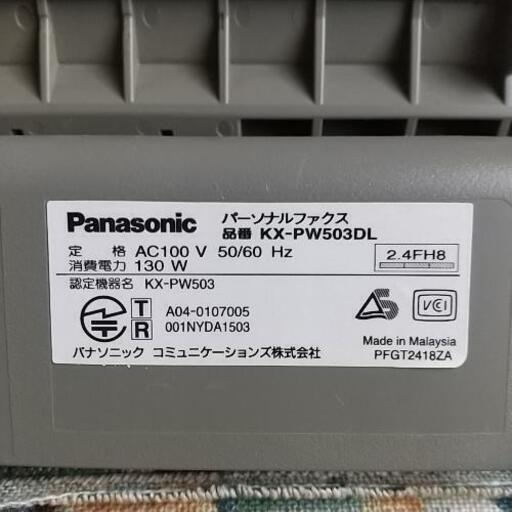 Panasonic パーソナルファクス
品番 KX-PW503DL
定 格 AC100 V 50/60 Hz
消費電力 130 W
2.4FH8
認定機器名 KX-PW503
T A04-0107005
R 001NYDA1503
VCI
Made in Malaysia
パナソニック コミュニケーションズ株式会社
PFGT2418ZA